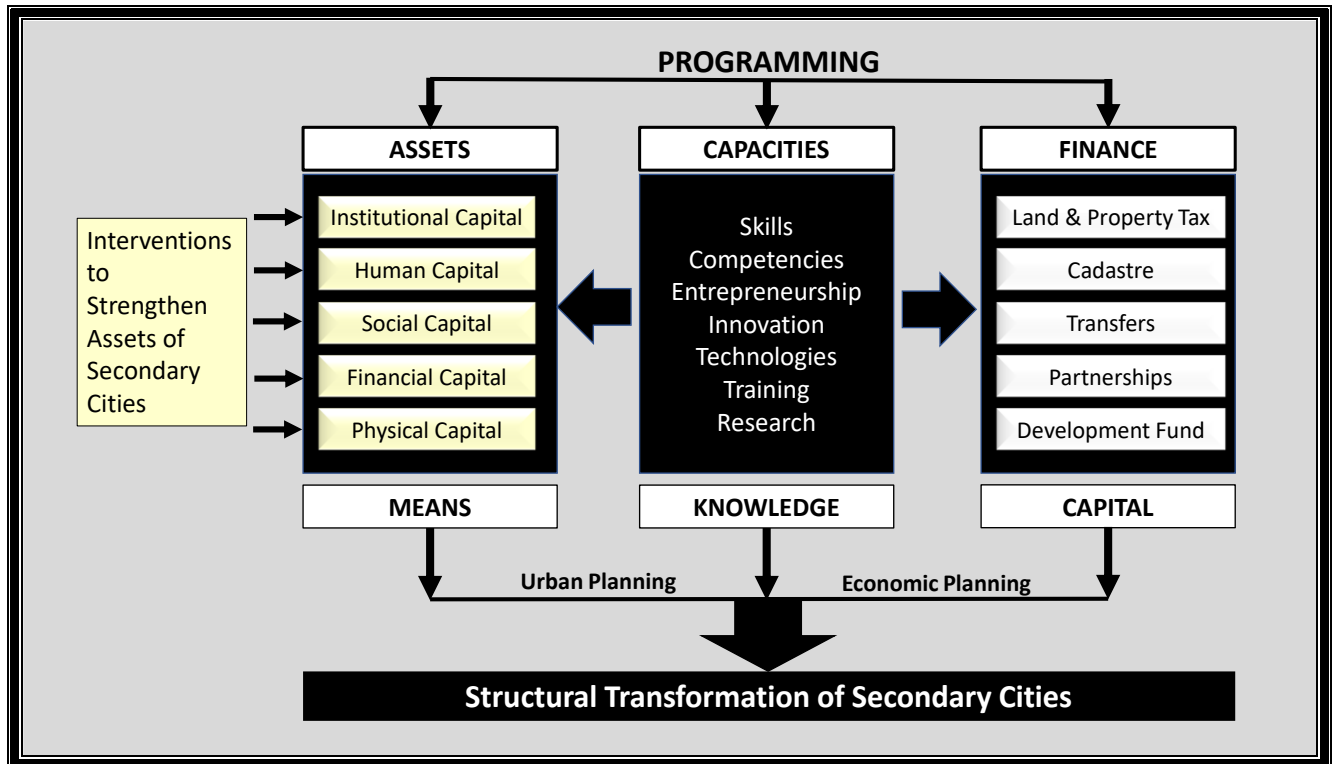 PROGRAMMING
ASSETS
CAPACITIES
FINANCE
Interventions
to
Strengthen
Assets of
Secondary
Cities
Institutional Capital
Human Capital
Social Capital
Financial Capital
Physical Capital
Skills
Competencies
Entrepreneurship
Innovation
Technologies
Training
Research
Land & Property Tax
Cadastre
Transfers
Partnerships
Development Fund
MEANS
KNOWLEDGE
CAPITAL
Urban Planning
Economic Planning
Structural Transformation of Secondary Cities